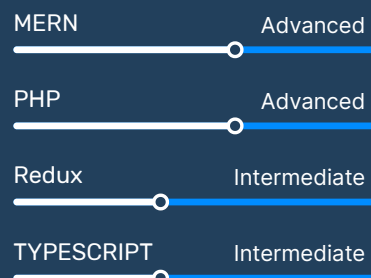 MERN Advanced
PHP Advanced
Redux Intermediate
TYPESCRIPT Intermediate